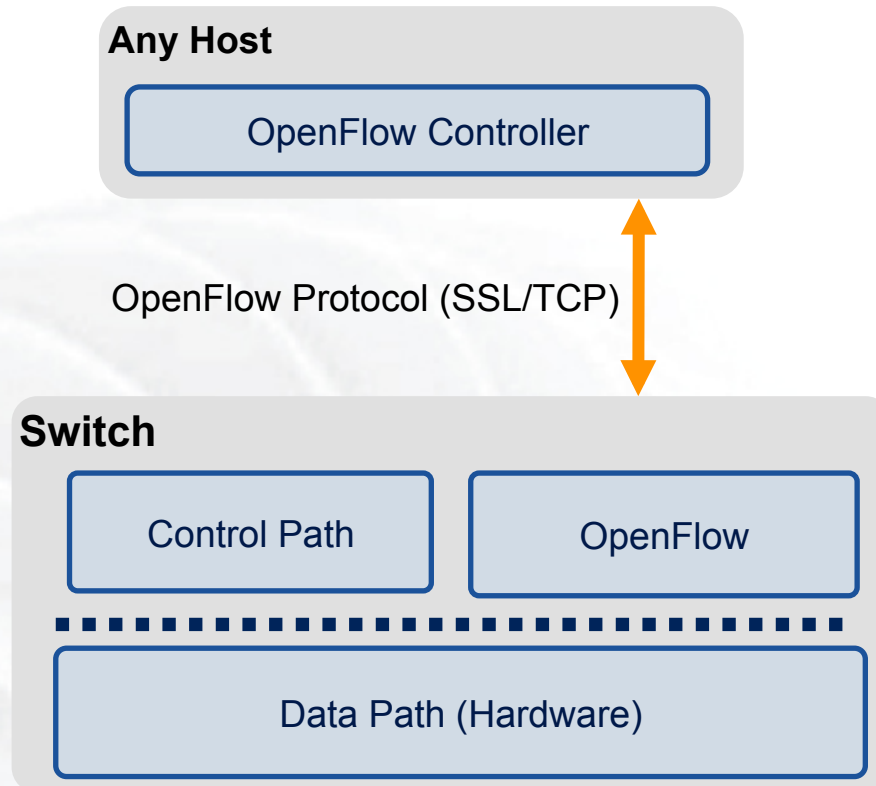 Any Host
OpenFlow Controller
OpenFlow Protocol (SSL/TCP)
Switch
Control Path
OpenFlow
Data Path (Hardware)